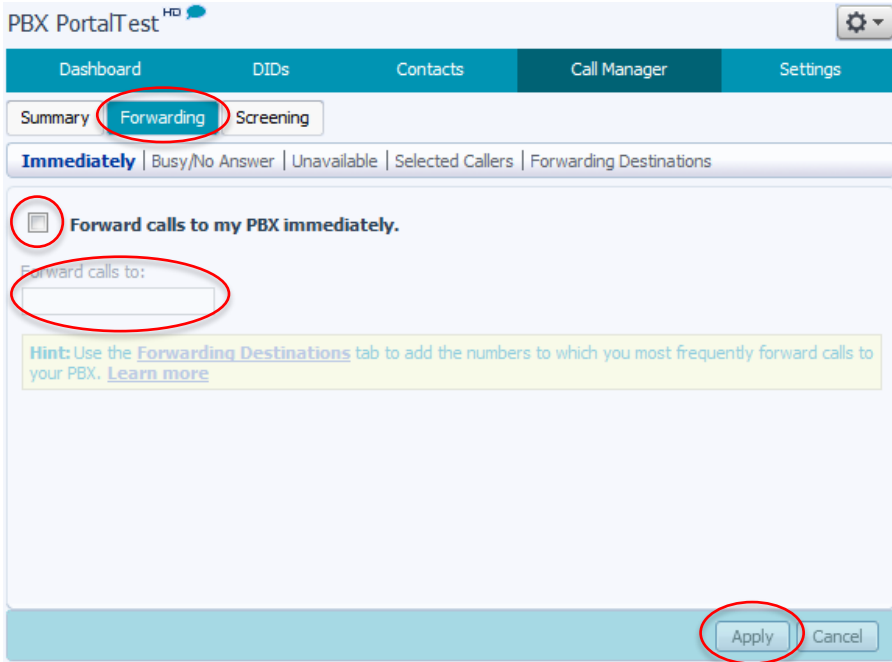 PBX PortalTest HD
Dashboard DIDs Contacts Call Manager Settings
Summary Forwarding Screening
Immediately | Busy/No Answer | Unavailable | Selected Callers | Forwarding Destinations
Forward calls to my PBX immediately.
Forward calls to:
Hint: Use the Forwarding Destinations tab to add the numbers to which you most frequently forward calls to
your PBX. Learn more
Apply Cancel